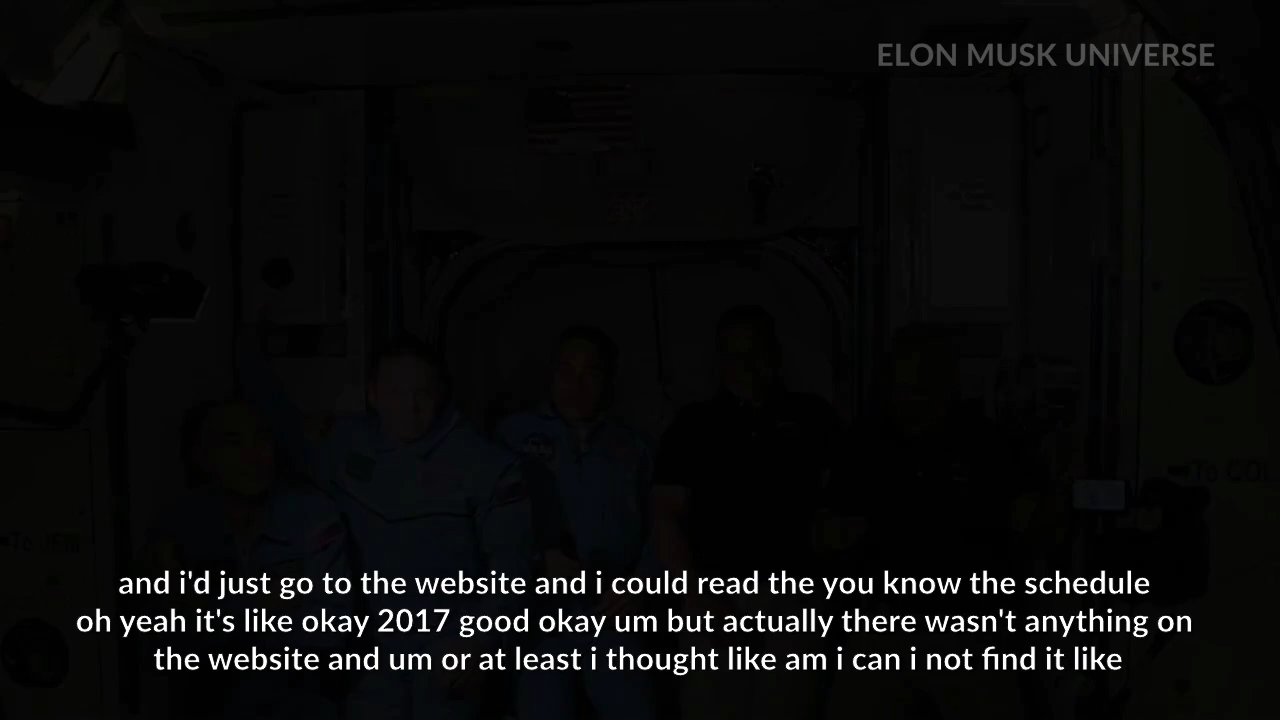 ELON MUSK UNIVERSE
and i'd just go to the website and i could read the you know the schedule
oh yeah it's like okay 2017 good okay um but actually there wasn't anything on
the website and um or at least i thought like am i can i not find it like